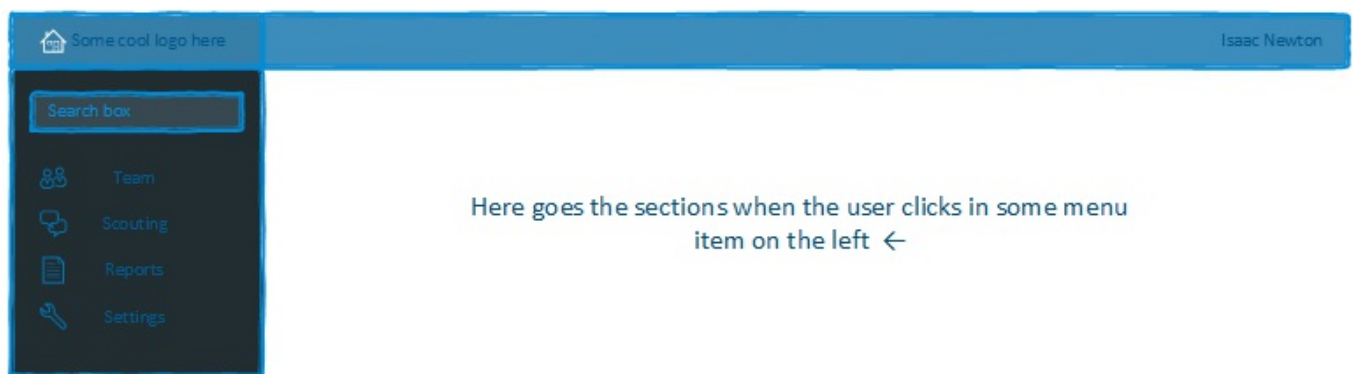 Some cool logo here
Isaac Newton
Search box
Team
Scouting
Reports
Settings
Here goes the sections when the user clicks in some menu
item on the left ←